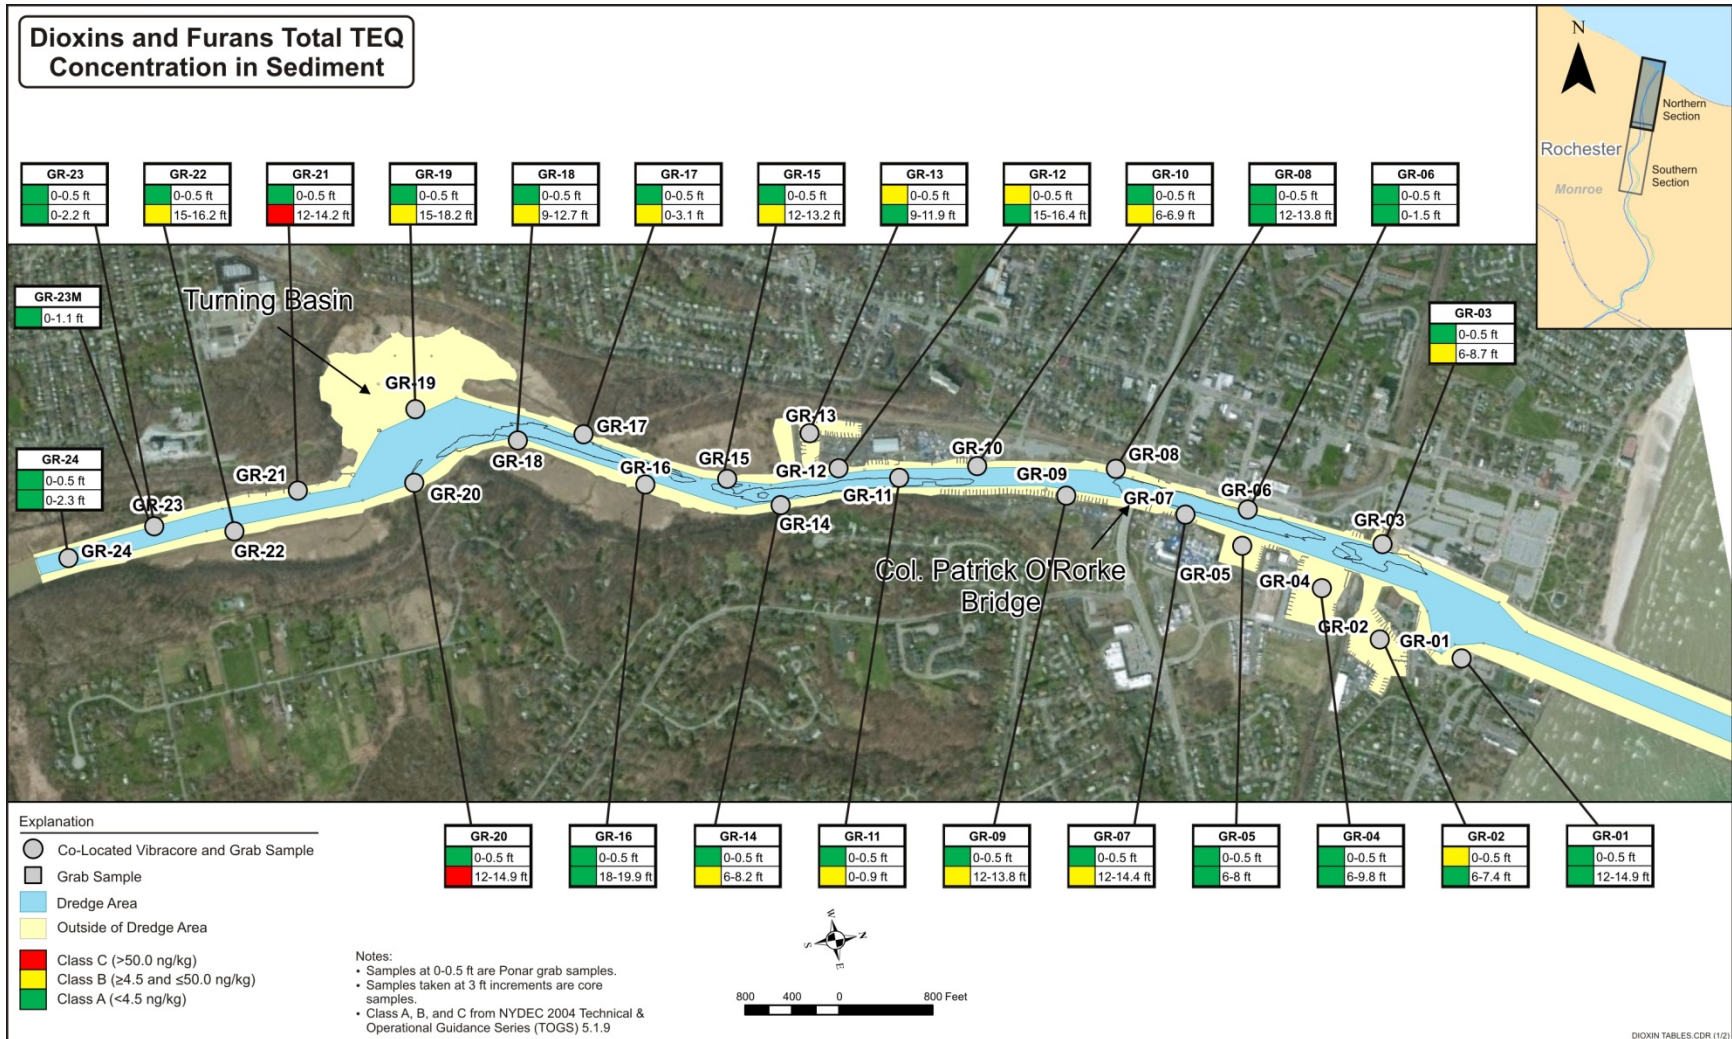 Dioxins and Furans Total TEQ
Concentration in Sediment
N
Northern
Section
Rochester
Southern
Section
Monroe
GR-23
0-0.5 ft
0-2.2 ft
GR-22
0-0.5 ft
15-16.2 ft
GR-21
0-0.5 ft
12-14.2 ft
GR-19
0-0.5 ft
15-18.2 ft
GR-18
0-0.5 ft
9-12.7 ft
GR-17
0-0.5 ft
0-3.1 ft
GR-15
0-0.5 ft
12-13.2 ft
GR-13
0-0.5 ft
9-11.9 ft
GR-12
0-0.5 ft
15-16.4 ft
GR-10
0-0.5 ft
6-6.9 ft
GR-08
0-0.5 ft
12-13.8 ft
GR-06
0-0.5 ft
0-1.5 ft
GR-23M
0-1.1 ft
GR-03
0-0.5 ft
6-8.7 ft
GR-24
0-0.5 ft
0-2.3 ft
Turning Basin
GR-19
GR-17
GR-13
GR-18
GR-16
GR-15
GR-12
GR-10
GR-08
GR-21
GR-20
GR-11
GR-09
GR-07
GR-06
GR-03
GR-23
GR-22
GR-24
GR-14
Col. Patrick O'Rorke
Bridge
GR-05
GR-04
GR-02
GR-01
GR-20
0-0.5 ft
12-14.9 ft
GR-16
0-0.5 ft
18-19.9 ft
GR-14
0-0.5 ft
6-8.2 ft
GR-11
0-0.5 ft
0-0.9 ft
GR-09
0-0.5 ft
12-13.8 ft
GR-07
0-0.5 ft
12-14.4 ft
GR-05
0-0.5 ft
6-8 ft
GR-04
0-0.5 ft
6-9.8 ft
GR-02
0-0.5 ft
6-7.4 ft
GR-01
0-0.5 ft
12-14.9 ft
Explanation
Co-Located Vibracore and Grab Sample
Grab Sample
Dredge Area
Outside of Dredge Area
Class C (>50.0 ng/kg)
Class B (≥4.5 and ≤50.0 ng/kg)
Class A (<4.5 ng/kg)
Notes:
• Samples at 0-0.5 ft are Ponar grab samples.
• Samples taken at 3 ft increments are core
samples.
• Class A, B, and C from NYDEC 2004 Technical &
Operational Guidance Series (TOGS) 5.1.9
W
N
S
E
800 400 0 800 Feet
DIOXIN TABLES.CDR (1/2)